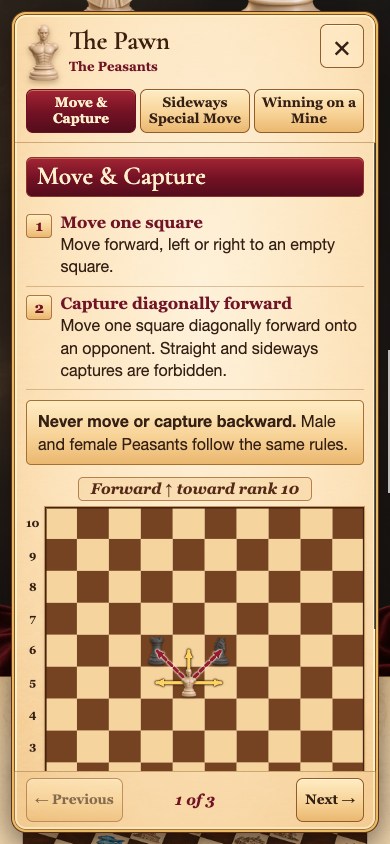 The Pawn
The Peasants
×
Move &
Capture
Sideways
Special Move
Winning on a
Mine
Move & Capture
1 Move one square
Move forward, left or right to an empty
square.
2 Capture diagonally forward
Move one square diagonally forward onto
an opponent. Straight and sideways
captures are forbidden.
Never move or capture backward. Male
and female Peasants follow the same rules.
Forward ↑ toward rank 10
10
9
8
7
6
5
4
3
← Previous
1 of 3
Next →